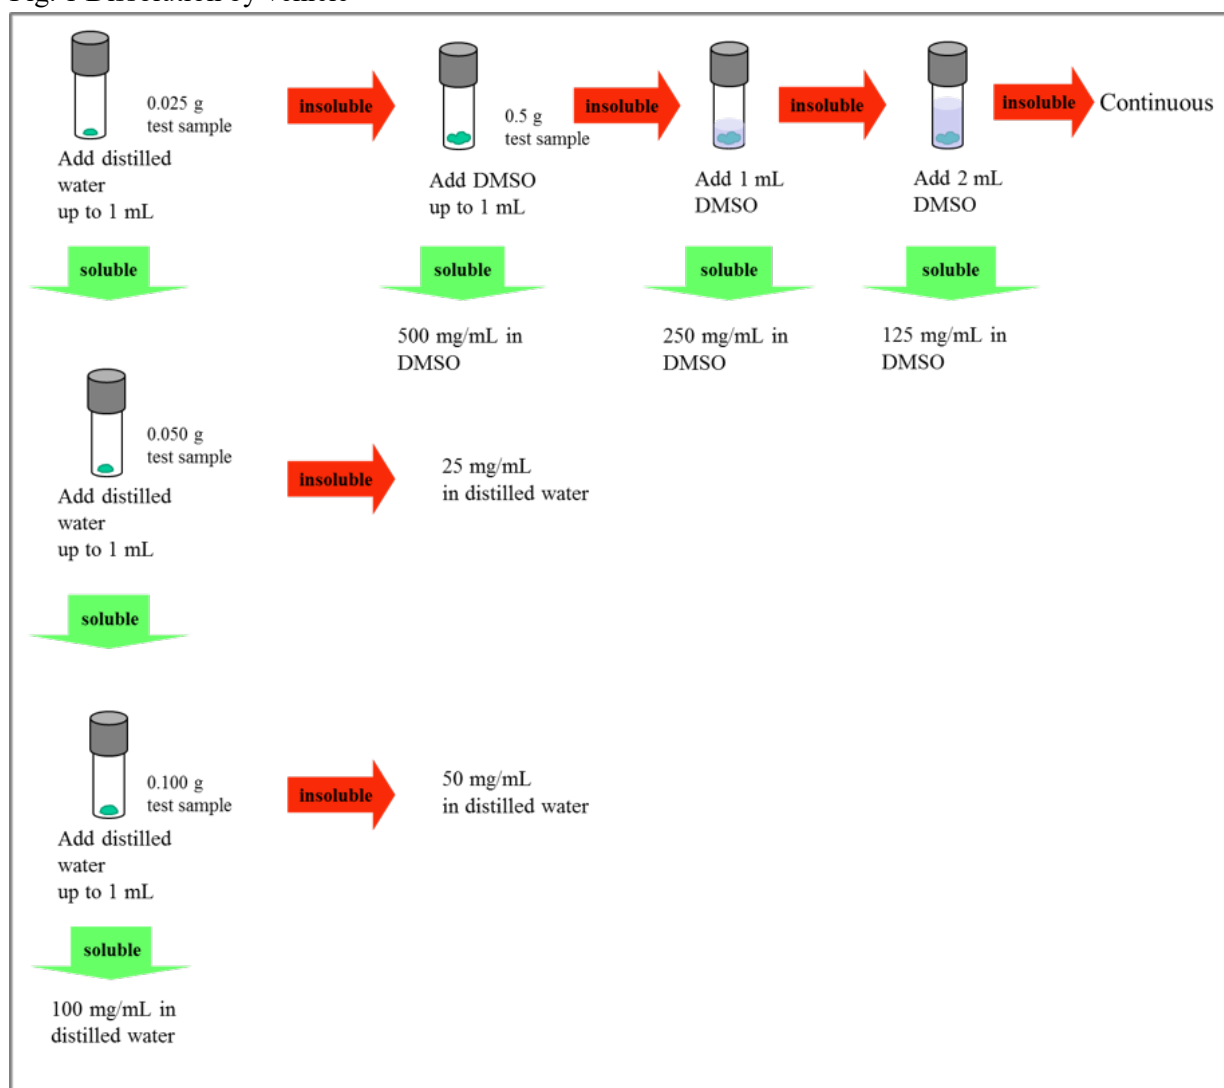 0.025 g
test sample
Add distilled
water
up to 1 mL
insoluble
0.5 g
test sample
Add DMSO
up to 1 mL
insoluble
Add 1 mL
DMSO
insoluble
Add 2 mL
DMSO
insoluble
Continuous
soluble
soluble
soluble
soluble
500 mg/mL in
DMSO
250 mg/mL in
DMSO
125 mg/mL in
DMSO
0.050 g
test sample
Add distilled
water
up to 1 mL
insoluble
25 mg/mL
in distilled water
soluble
0.100 g
test sample
Add distilled
water
up to 1 mL
insoluble
50 mg/mL
in distilled water
soluble
100 mg/mL in
distilled water